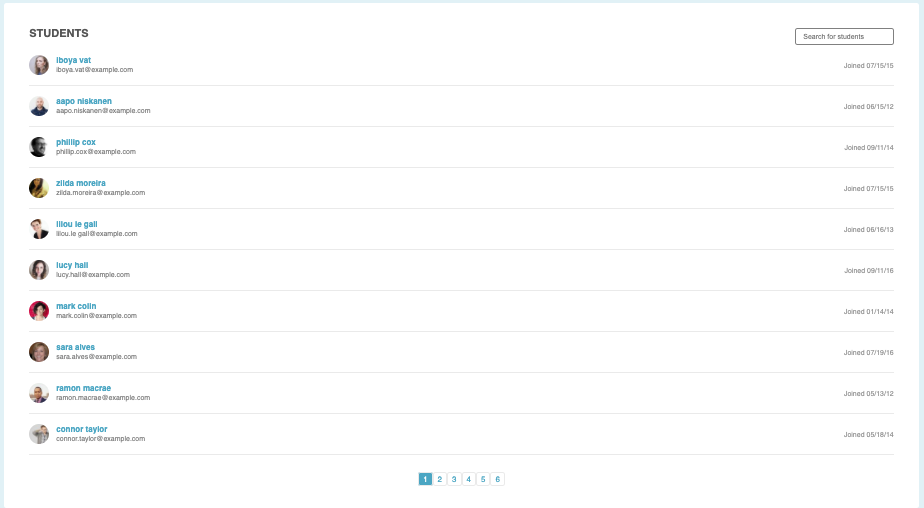 STUDENTS
Search for students
iboya vat
iboya.vat@example.com
Joined 07/15/15
aapo niskanen
aapo.niskanen@example.com
Joined 06/15/12
phillip cox
phillip.cox@example.com
Joined 09/11/14
zilda moreira
zilda.moreira@example.com
Joined 07/15/15
lilou le gall
lilou.le gall@example.com
Joined 06/16/13
lucy hall
lucy.hall@example.com
Joined 09/11/16
mark colin
mark.colin@example.com
Joined 01/14/14
sara alves
sara.alves@example.com
Joined 07/19/16
ramon macrae
ramon.macrae@example.com
Joined 05/13/12
connor taylor
connor.taylor@example.com
Joined 05/18/14
1 2 3 4 5 6